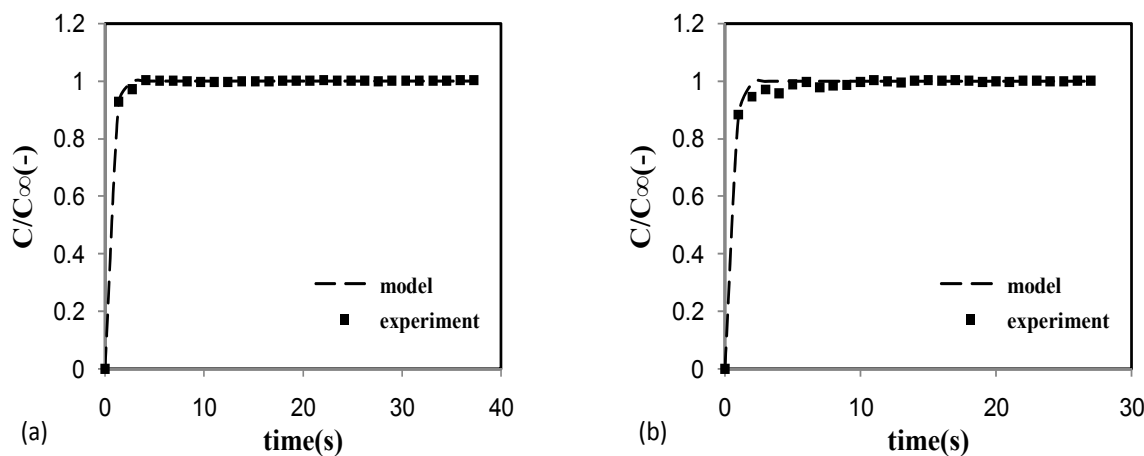 1.2
1
0.8
0.6
0.4
0.2
0
C/C∞(-)
model
experiment
0 10 20 30 40
time(s)
(a)
1.2
1
0.8
0.6
0.4
0.2
0
C/C∞(-)
model
experiment
0 10 20 30
time(s)
(b)